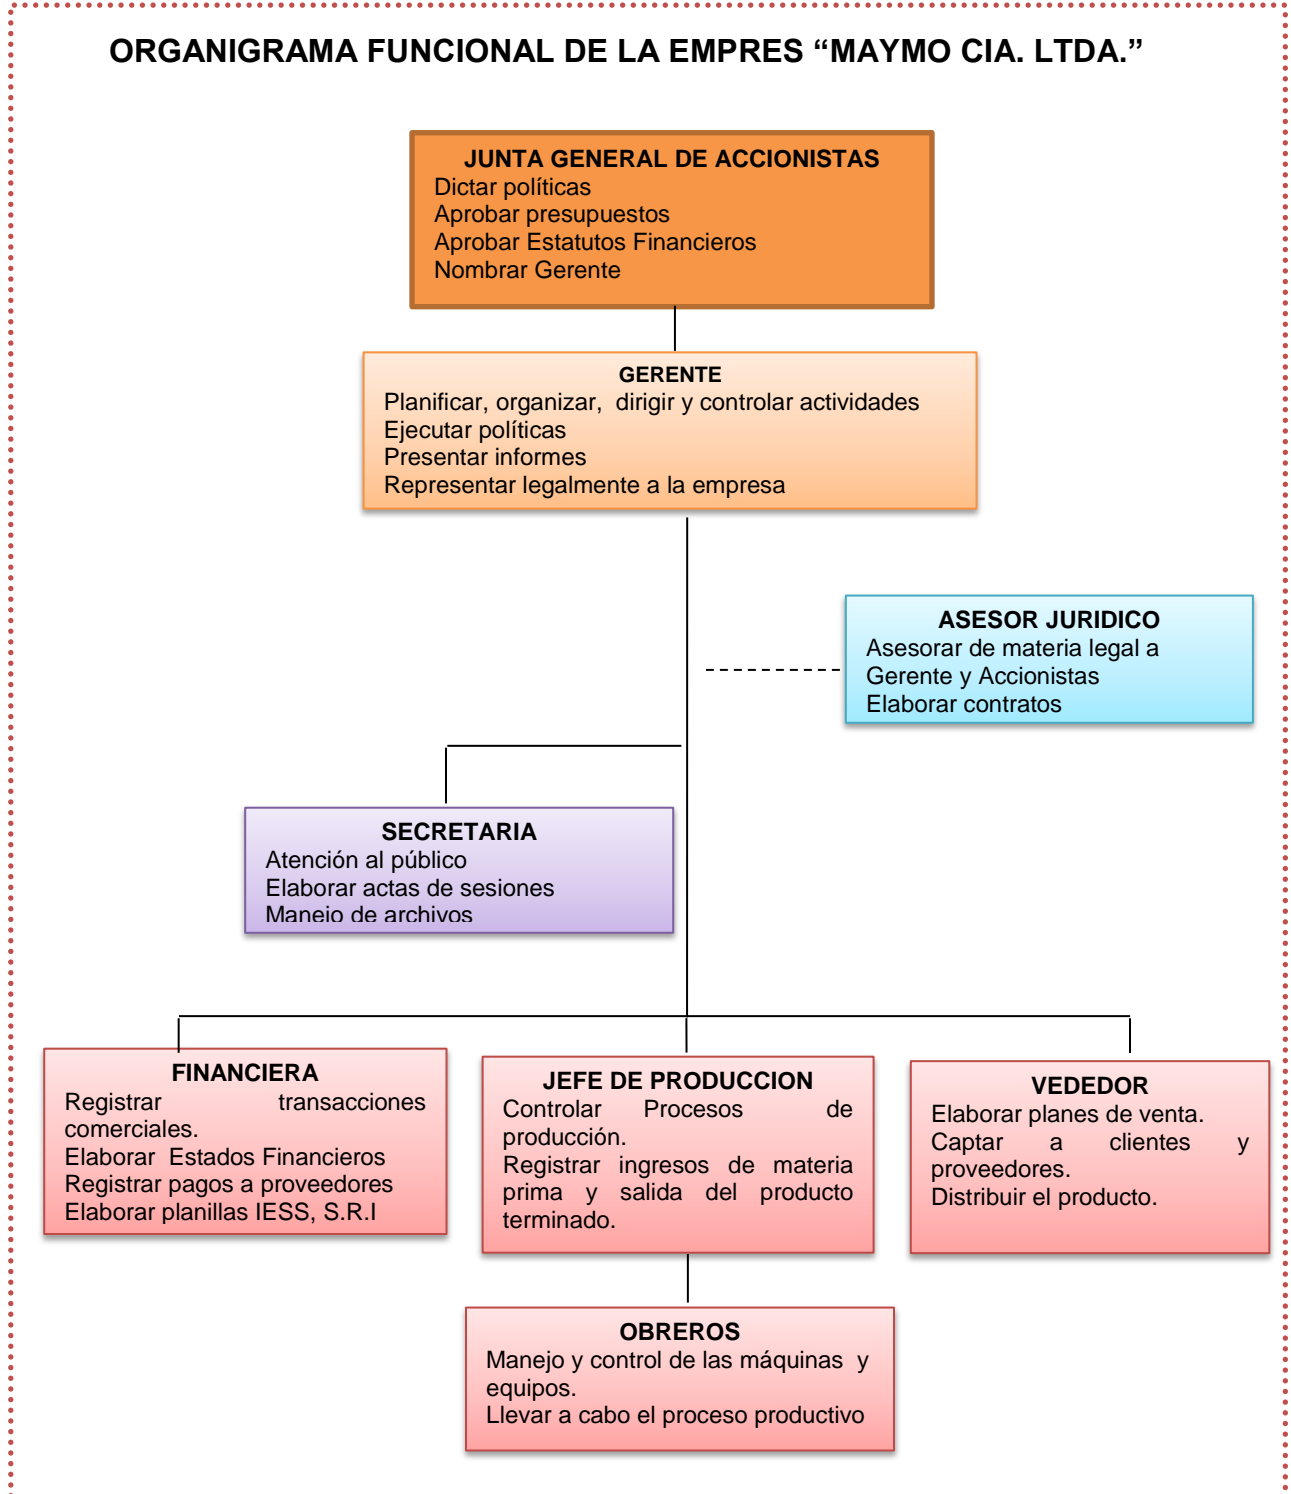 ORGANIGRAMA FUNCIONAL DE LA EMPRES “MAYMO CIA. LTDA.”
JUNTA GENERAL DE ACCIONISTAS
Dictar políticas
Aprobar presupuestos
Aprobar Estatutos Financieros
Nombrar Gerente
GERENTE
Planificar, organizar, dirigir y controlar actividades
Ejecutar políticas
Presentar informes
Representar legalmente a la empresa
ASESOR JURIDICO
Asesorar de materia legal a
Gerente y Accionistas
Elaborar contratos
SECRETARIA
Atención al público
Elaborar actas de sesiones
Manejo de archivos
FINANCIERA
Registrar transacciones
comerciales.
Elaborar Estados Financieros
Registrar pagos a proveedores
Elaborar planillas IESS, S.R.I
JEFE DE PRODUCCION
Controlar Procesos de
producción.
Registrar ingresos de materia
prima y salida del producto
terminado.
VEDEDOR
Elaborar planes de venta.
Captar a clientes y
proveedores.
Distribuir el producto.
OBREROS
Manejo y control de las máquinas y
equipos.
Llevar a cabo el proceso productivo